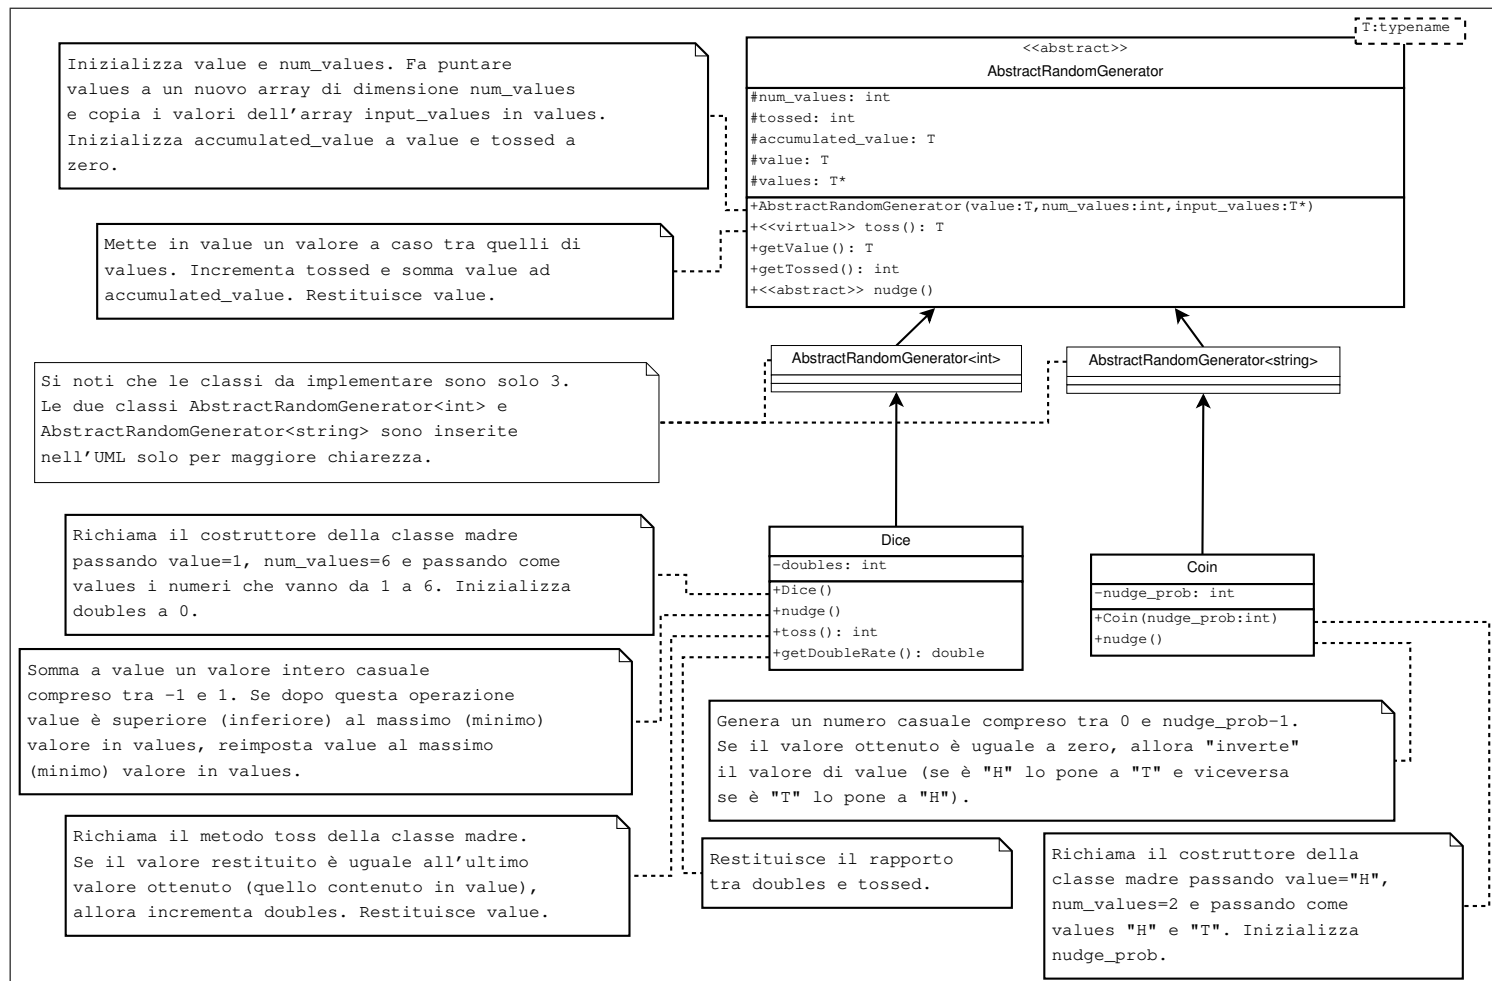 T:typename
<<abstract>>
AbstractRandomGenerator
#num_values: int
#tossed: int
#accumulated_value: T
#value: T
#values: T*
+AbstractRandomGenerator(value:T,num_values:int,input_values:T*)
+<<virtual>> toss(): T
+getValue(): T
+getTossed(): int
+<<abstract>> nudge()
Inizializza value e num_values. Fa puntare
values a un nuovo array di dimensione num_values
e copia i valori dell'array input_values in values.
Inizializza accumulated_value a value e tossed a
zero.
Mette in value un valore a caso tra quelli di
values. Incrementa tossed e somma value ad
accumulated_value. Restituisce value.
AbstractRandomGenerator<int>
AbstractRandomGenerator<string>
Si noti che le classi da implementare sono solo 3.
Le due classi AbstractRandomGenerator<int> e
AbstractRandomGenerator<string> sono inserite
nell'UML solo per maggiore chiarezza.
Richiama il costruttore della classe madre
passando value=1, num_values=6 e passando come
values i numeri che vanno da 1 a 6. Inizializza
doubles a 0.
Dice
-doubles: int
+Dice()
+nudge()
+toss(): int
+getDoubleRate(): double
Coin
-nudge_prob: int
+Coin(nudge_prob:int)
+nudge()
Somma a value un valore intero casuale
compreso tra -1 e 1. Se dopo questa operazione
value è superiore (inferiore) al massimo (minimo)
valore in values, reimposta value al massimo
(minimo) valore in values.
Genera un numero casuale compreso tra 0 e nudge_prob-1.
Se il valore ottenuto è uguale a zero, allora "inverte"
il valore di value (se è "H" lo pone a "T" e viceversa
se è "T" lo pone a "H").
Richiama il metodo toss della classe madre.
Se il valore restituito è uguale all'ultimo
valore ottenuto (quello contenuto in value),
allora incrementa doubles. Restituisce value.
Restituisce il rapporto
tra doubles e tossed.
Richiama il costruttore della
classe madre passando value="H",
num_values=2 e passando come
values "H" e "T". Inizializza
nudge_prob.